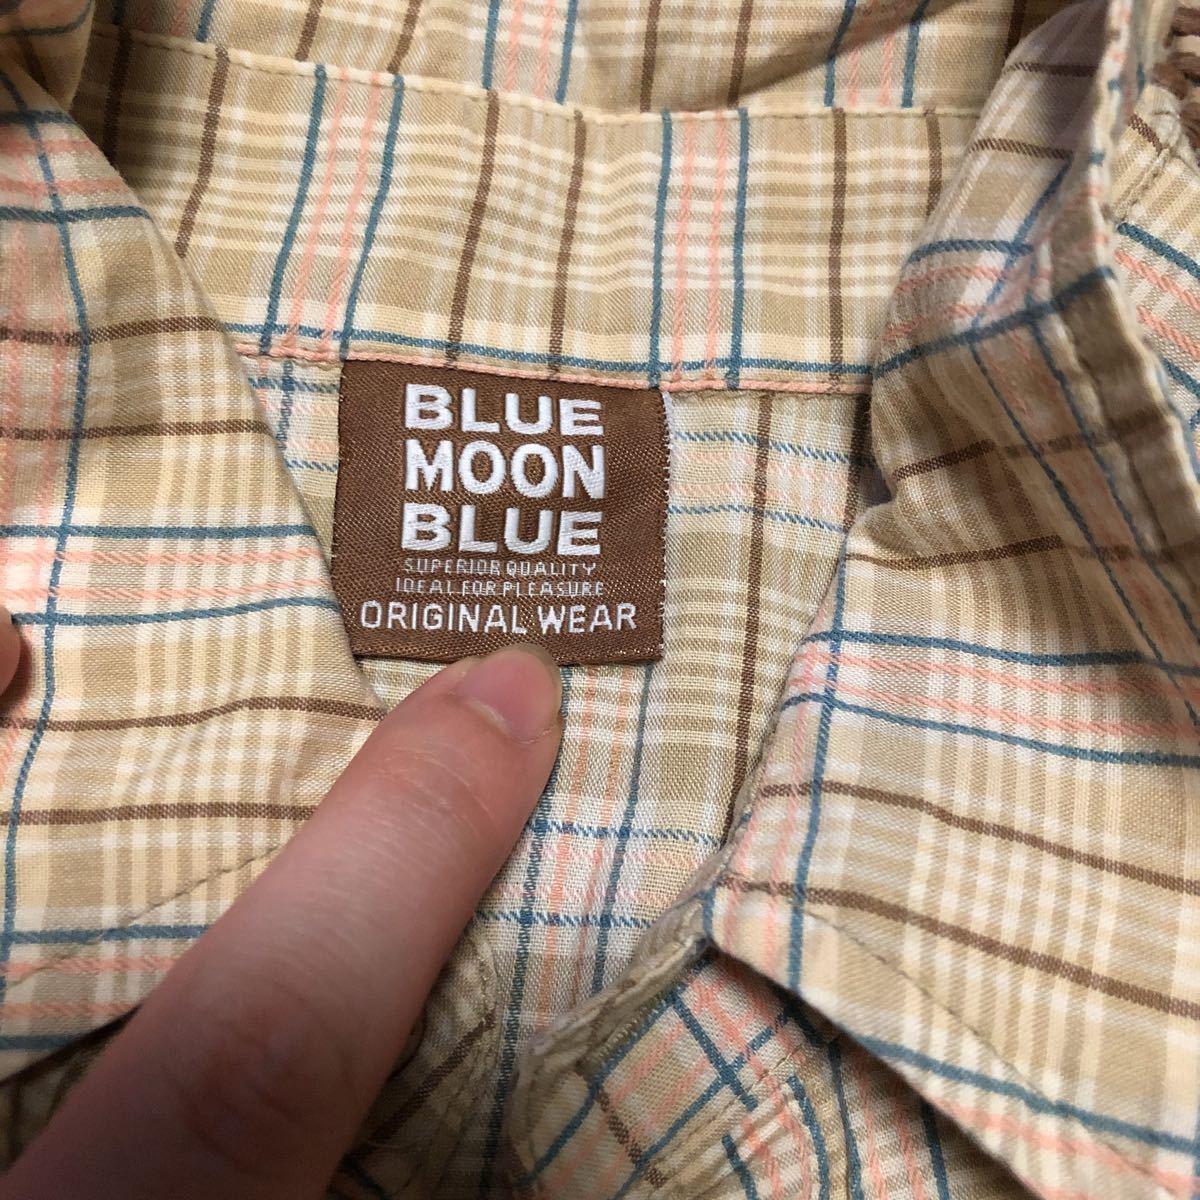 BLUE
MOON
BLUE
SUPERIOR QUALITY
IDEAL FOR PLEASURE
ORIGINAL WEAR